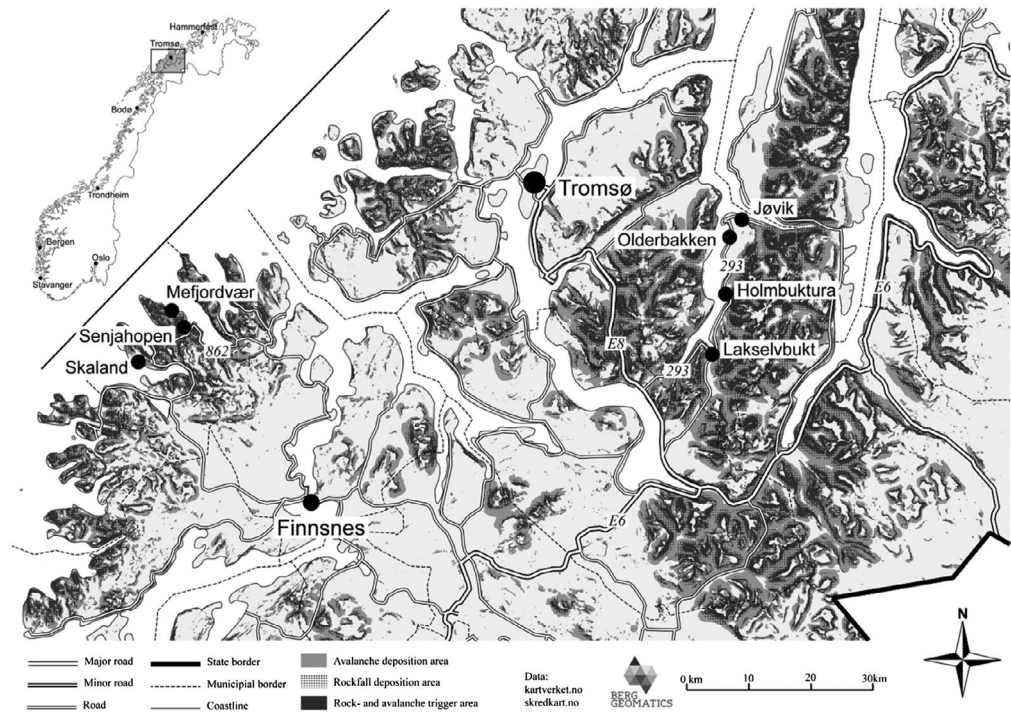 Hammerfest
Tromsø
Bodø
Trondheim
Bergen
Oslo
Stavanger
Tromsø
Jøvik
Olderbakken
293
Holmbuktura
E6
Mefjordvær
Senjahopen
862
Skaland
E8
Lakselvbukt
293
Finnsnes
E6
N
Major road
State border
Avalanche deposition area
Minor road
Municipial border
Rockfall deposition area
Road
Coastline
Rock- and avalanche trigger area
Data:
kartverket.no
skredkart.no
BERG
GEOMATICS
0 km 10 20 30km